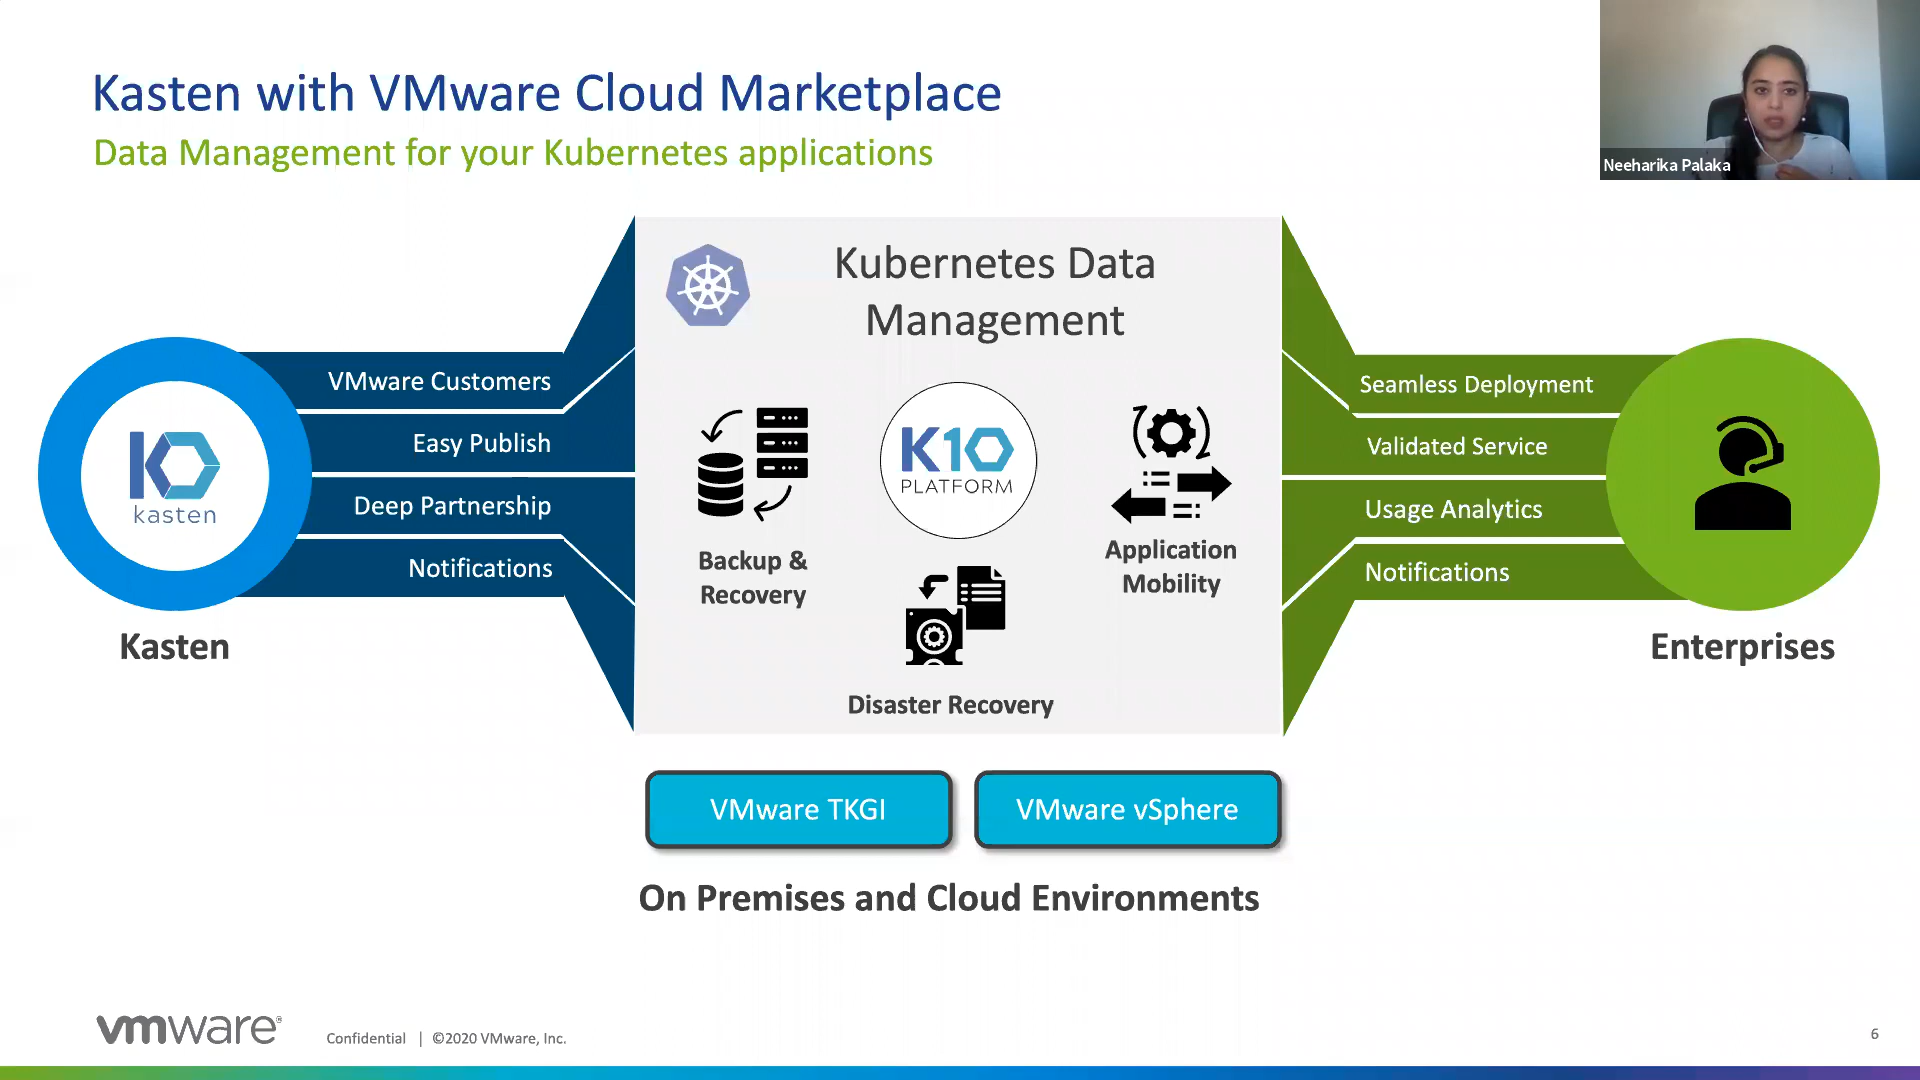 Kasten with VMware Cloud Marketplace
Data Management for your Kubernetes applications
Neeharika Palaka
Kubernetes Data
Management
VMware Customers
Easy Publish
Deep Partnership
Notifications
kasten
Kasten
K10
PLATFORM
Backup &
Recovery
Application
Mobility
Disaster Recovery
Seamless Deployment
Validated Service
Usage Analytics
Notifications
Enterprises
VMware TKGI
VMware vSphere
On Premises and Cloud Environments
vmware®
Confidential | ©2020 VMware, Inc.
6